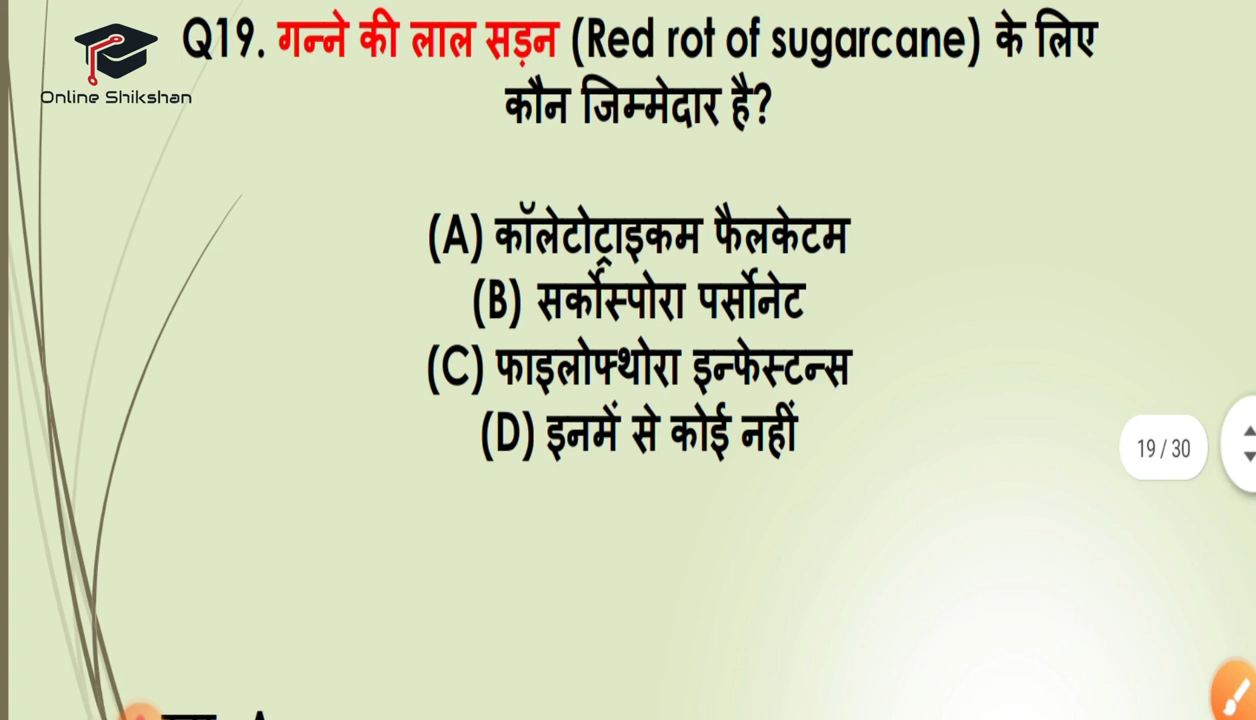 Online Shikshan
Q19. गन्ने की लाल सड़न (Red rot of sugarcane) के लिए
कौन जिम्मेदार है?
(A) कॉलेटोट्राइकम फैलकेटम
(B) सर्कोस्पोरा पर्सोनेट
(C) फाइलोफ्थोरा इन्फेस्टन्स
(D) इनमें से कोई नहीं
19 / 30